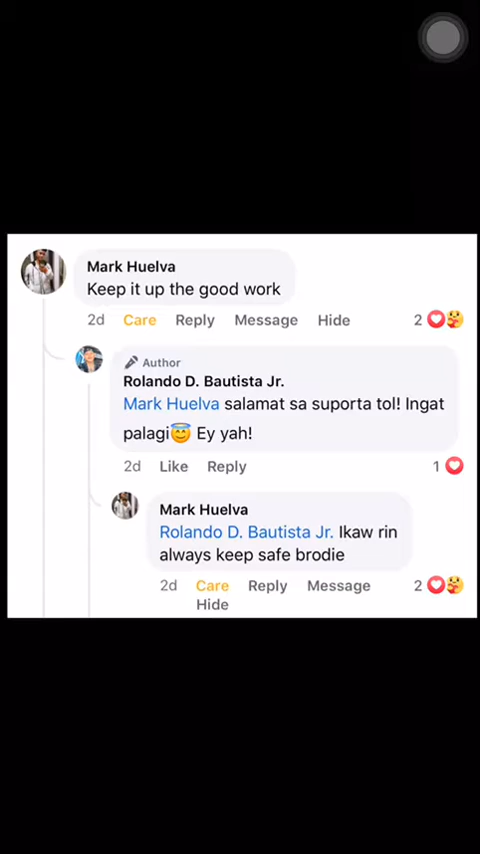 Mark Huelva
Keep it up the good work
2d Care Reply Message Hide 2
Author
Rolando D. Bautista Jr.
Mark Huelva salamat sa suporta tol! Ingat
palagi😇 Ey yah!
2d Like Reply 1
Mark Huelva
Rolando D. Bautista Jr. Ikaw rin
always keep safe brodie
2d Care Reply Message 2
Hide